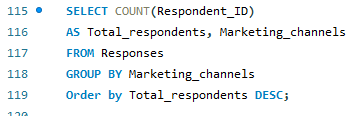 115 SELECT COUNT(Respondent_ID)
116 AS Total_respondents, Marketing_channels
117 FROM Responses
118 GROUP BY Marketing_channels
119 Order by Total_respondents DESC;